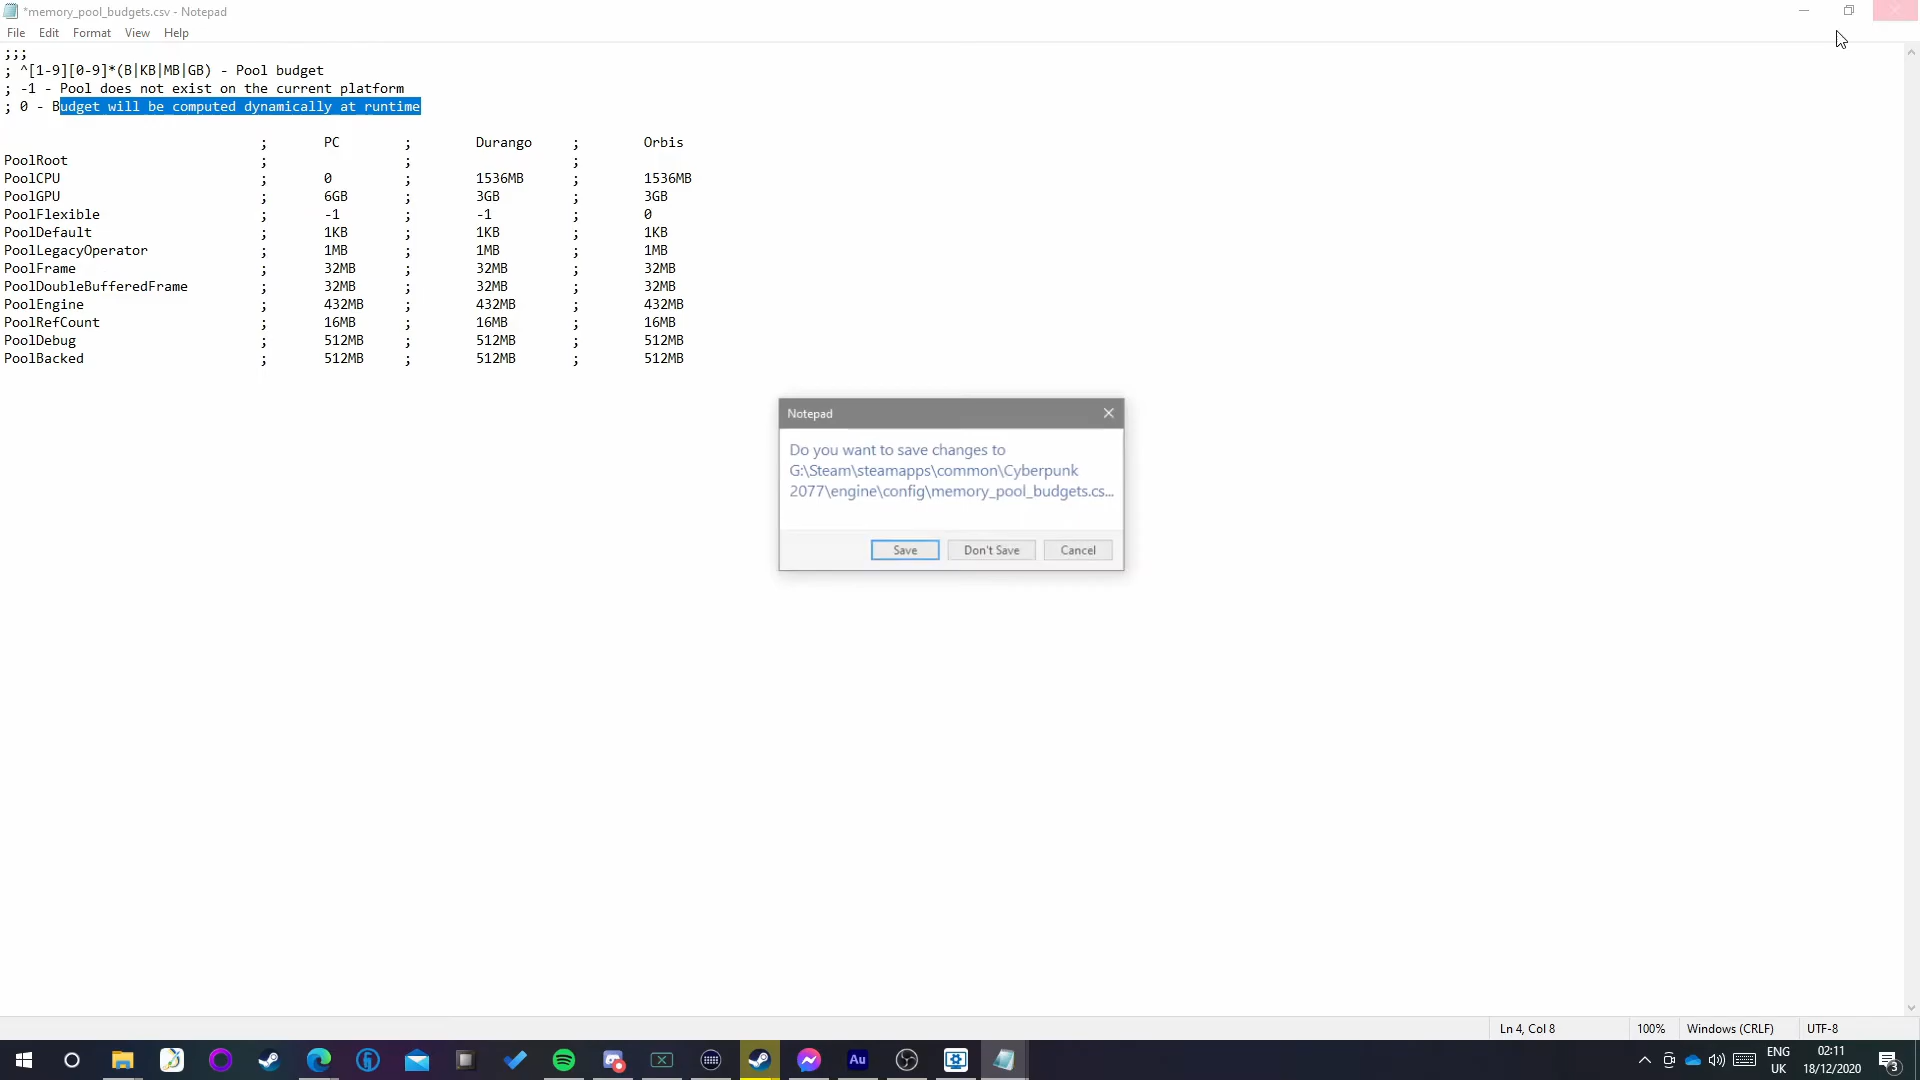 *memory_pool_budgets.csv - Notepad
File Edit Format View Help
;;;
; ^[1-9][0-9]*(B|KB|MB|GB) - Pool budget
; -1 - Pool does not exist on the current platform
; 0 - Budget will be computed dynamically at runtime
; PC ; Durango ; Orbis
PoolRoot ; ; ;
PoolCPU ; 0 ; 1536MB ; 1536MB
PoolGPU ; 6GB ; 3GB ; 3GB
PoolFlexible ; -1 ; -1 ; 0
PoolDefault ; 1KB ; 1KB ; 1KB
PoolLegacyOperator ; 1MB ; 1MB ; 1MB
PoolFrame ; 32MB ; 32MB ; 32MB
PoolDoubleBufferedFrame ; 32MB ; 32MB ; 32MB
PoolEngine ; 432MB ; 432MB ; 432MB
PoolRefCount ; 16MB ; 16MB ; 16MB
PoolDebug ; 512MB ; 512MB ; 512MB
PoolBacked ; 512MB ; 512MB ; 512MB
Notepad
Do you want to save changes to
G:\Steam\steamapps\common\Cyberpunk
2077\engine\config\memory_pool_budgets.cs...
Save Don't Save Cancel
Ln 4, Col 8 100% Windows (CRLF) UTF-8
Au
ENG
UK
02:11
18/12/2020
3